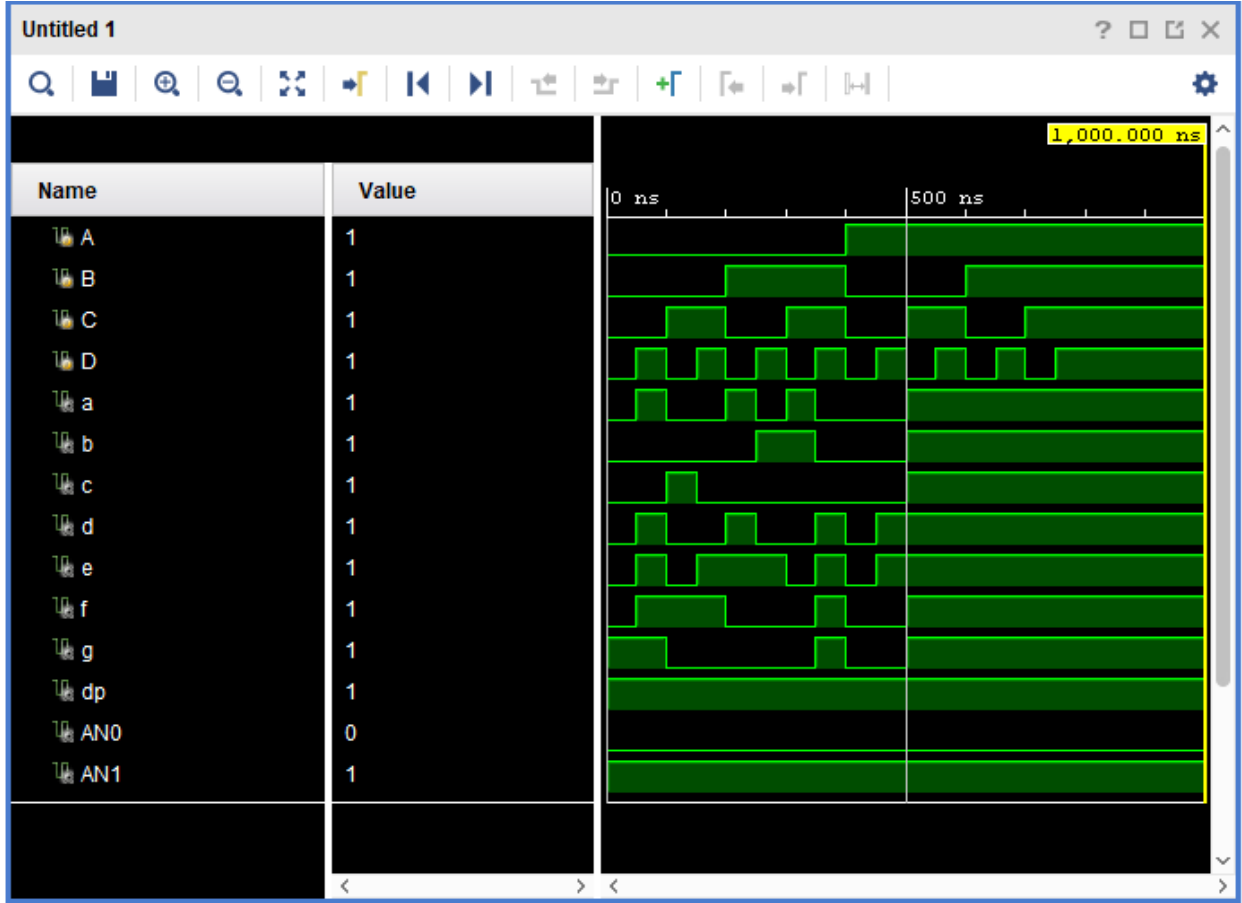 Untitled 1
?
1,000.000 ns
Name Value
0 ns 500 ns
A 1
B 1
C 1
D 1
a 1
b 1
c 1
d 1
e 1
f 1
g 1
dp 1
AN0 0
AN1 1